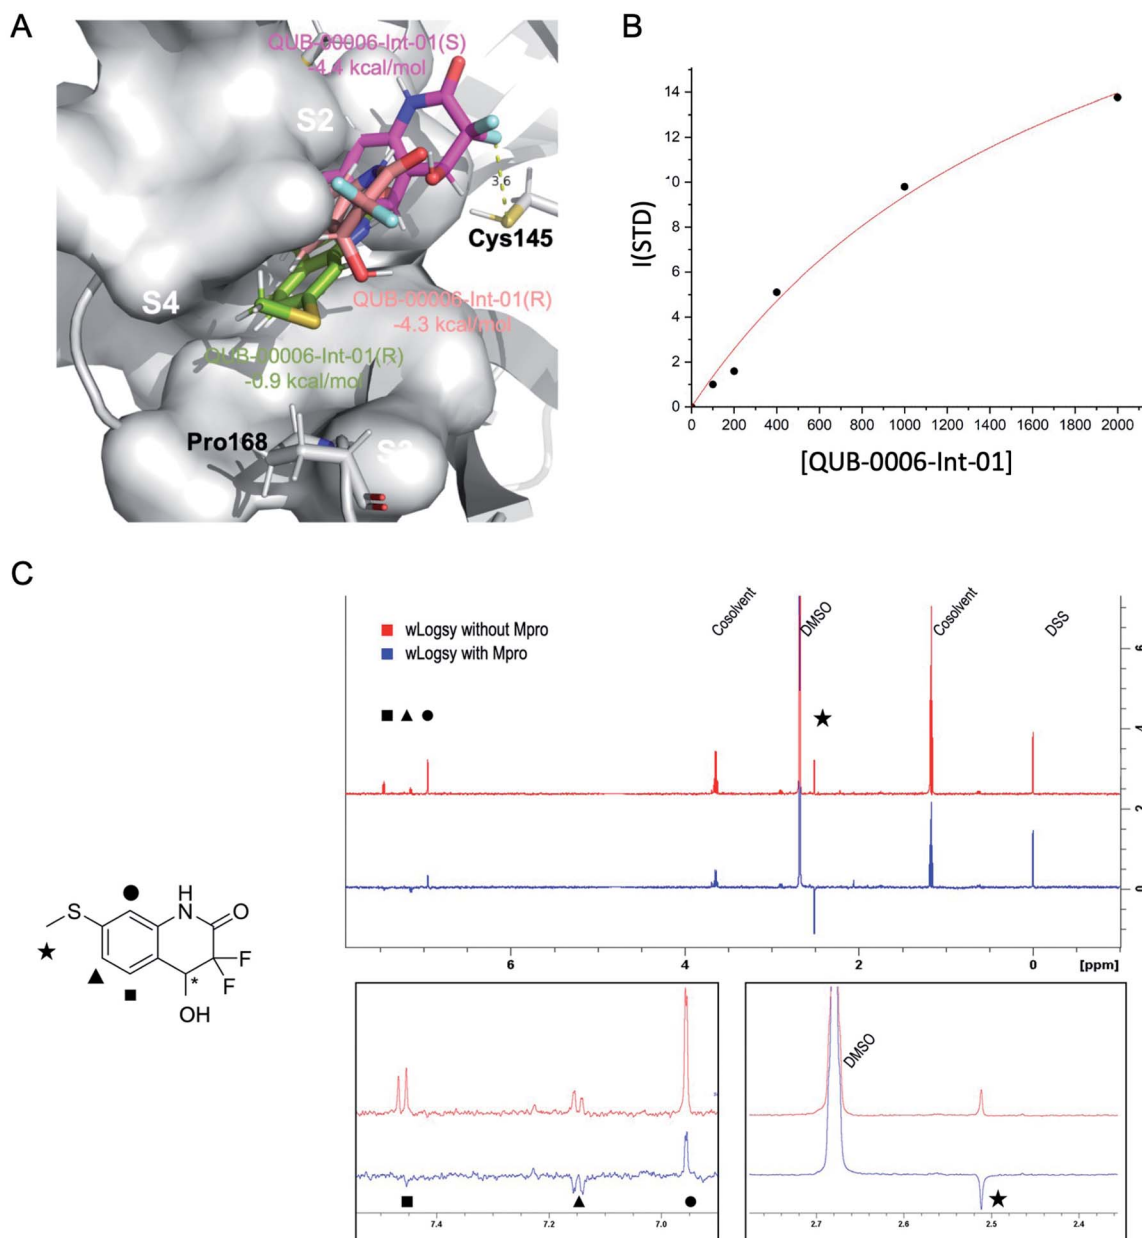 A
QUB-00006-Int-01(S)
-4.4 kcal/mol
S2
3.6
Cys145
S4
QUB-00006-Int-01(R)
-4.3 kcal/mol
QUB-00006-Int-01(R)
-0.9 kcal/mol
Pro168
B
14
12
10
8
6
4
2
0
I(STD)
0 200 400 600 800 1000 1200 1400 1600 1800 2000
[QUB-0006-Int-01]
C
wLogsy without Mpro
wLogsy with Mpro
Cosolvent
DMSO
Cosolvent
DSS
6
4
2
0
6 4 2 0 [ppm]
S
H
N
O
F
F
*
OH
7.4 7.2 7.0
DMSO
2.7 2.6 2.5 2.4